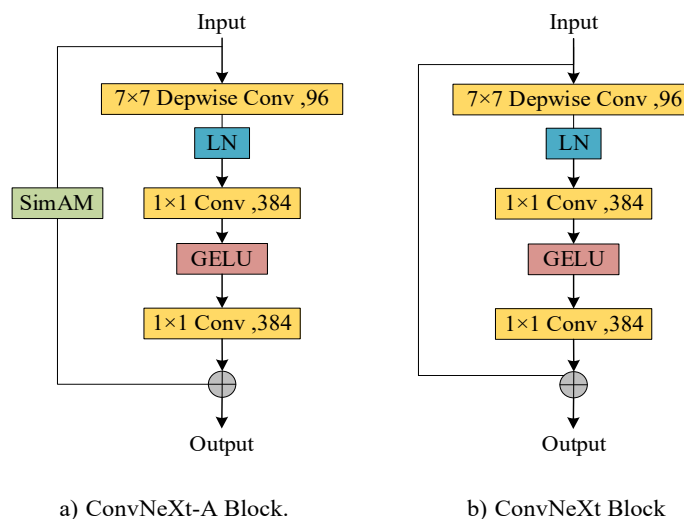 Input
7×7 Depwise Conv ,96
LN
SimAM
1×1 Conv ,384
GELU
1×1 Conv ,384
Output
a) ConvNeXt-A Block.
Input
7×7 Depwise Conv ,96
LN
1×1 Conv ,384
GELU
1×1 Conv ,384
Output
b) ConvNeXt Block